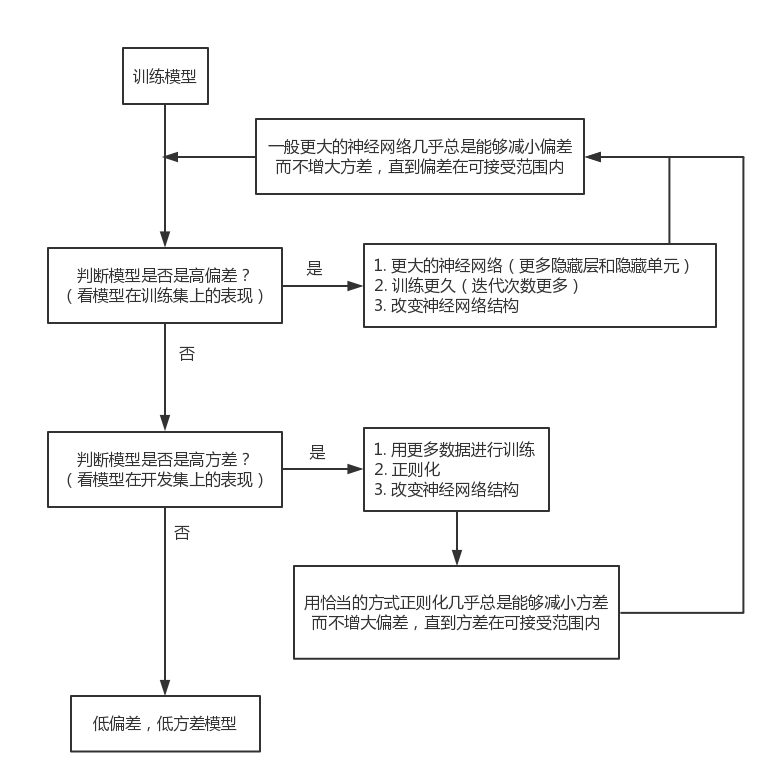 训练模型
一般更大的神经网络几乎总是能够减小偏差
而不增大方差，直到偏差在可接受范围内
判断模型是否是高偏差？
（看模型在训练集上的表现）
是
1. 更大的神经网络（更多隐藏层和隐藏单元）
2. 训练更久（迭代次数更多）
3. 改变神经网络结构
否
判断模型是否是高方差？
（看模型在开发集上的表现）
是
1. 用更多数据进行训练
2. 正则化
3. 改变神经网络结构
否
用恰当的方式正则化几乎总是能够减小方差
而不增大偏差，直到方差在可接受范围内
低偏差，低方差模型